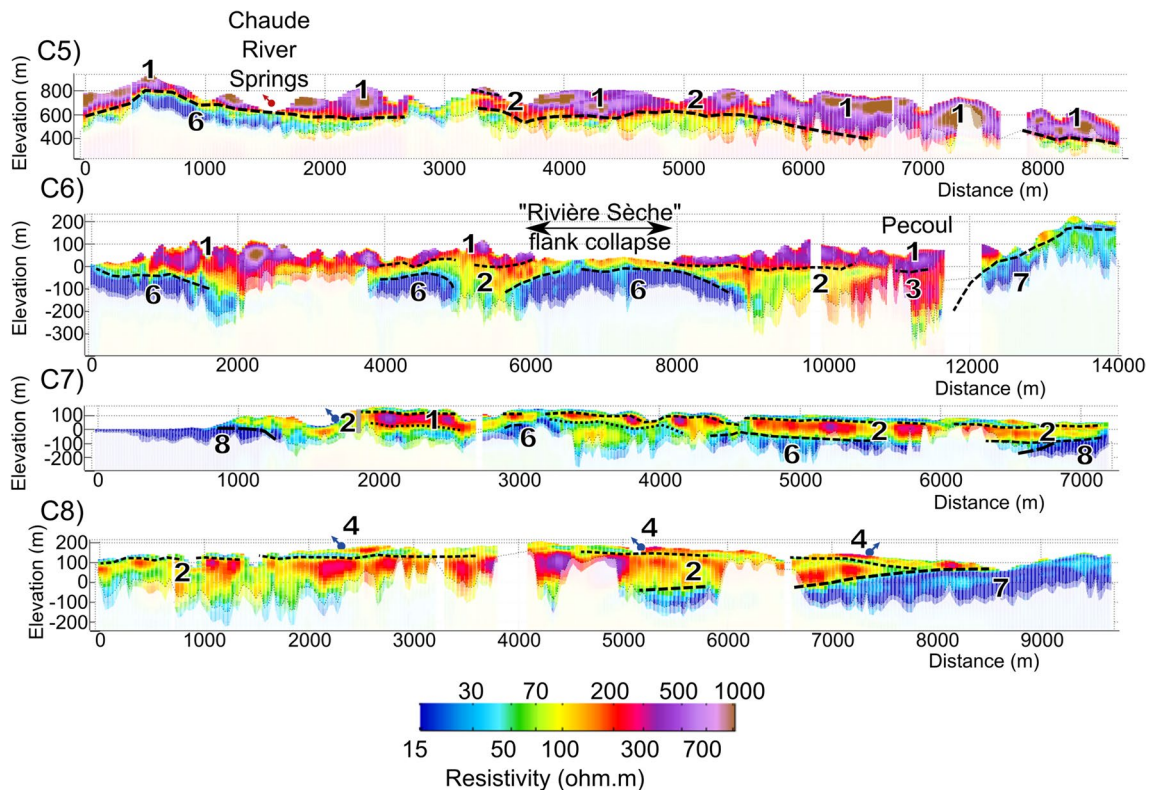 C5)
Chaude
River
Springs
Elevation (m)
800
600
400
1
6
1
2
1
2
1
1
1
0 1000 2000 3000 4000 5000 6000 7000 8000
Distance (m)
C6)
"Rivière Sèche"
flank collapse
Pecoul
Elevation (m)
200
100
0
-100
-200
-300
1
6
6
1
2
6
2
1
3
7
0 2000 4000 6000 8000 10000 12000 14000
Distance (m)
C7)
Elevation (m)
100
0
-100
-200
8
2
1
6
6
2
2
8
0 1000 2000 3000 4000 5000 6000 7000
Distance (m)
C8)
Elevation (m)
200
100
0
-100
-200
2
4
4
2
4
7
0 1000 2000 3000 4000 5000 6000 7000 8000 9000
Distance (m)
30 70 200 500 1000
15 50 100 300 700
Resistivity (ohm.m)